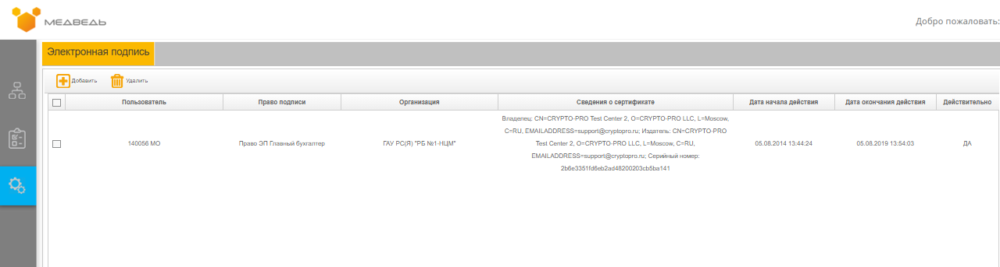 МЕДВЕДЬ
Добро пожаловать:
Электронная подпись
Добавить Удалить
Пользователь Право подписи Организация Сведения о сертификате Дата начала действия Дата окончания действия Действительно
Владелец: CN=CRYPTO-PRO Test Center 2, O=CRYPTO-PRO LLC, L=Moscow,
C=RU, EMAILADDRESS=support@cryptopro.ru; Издатель: CN=CRYPTO-PRO
140056 МО Право ЭП Главный бухгалтер ГАУ РС(Я) "РБ №1-НЦМ" Test Center 2, O=CRYPTO-PRO LLC, L=Moscow, C=RU, 05.08.2014 13:44:24 05.08.2019 13:54:03 ДА
EMAILADDRESS=support@cryptopro.ru; Серийный номер:
2b6e3351fd6eb2ad48200203cb5ba141